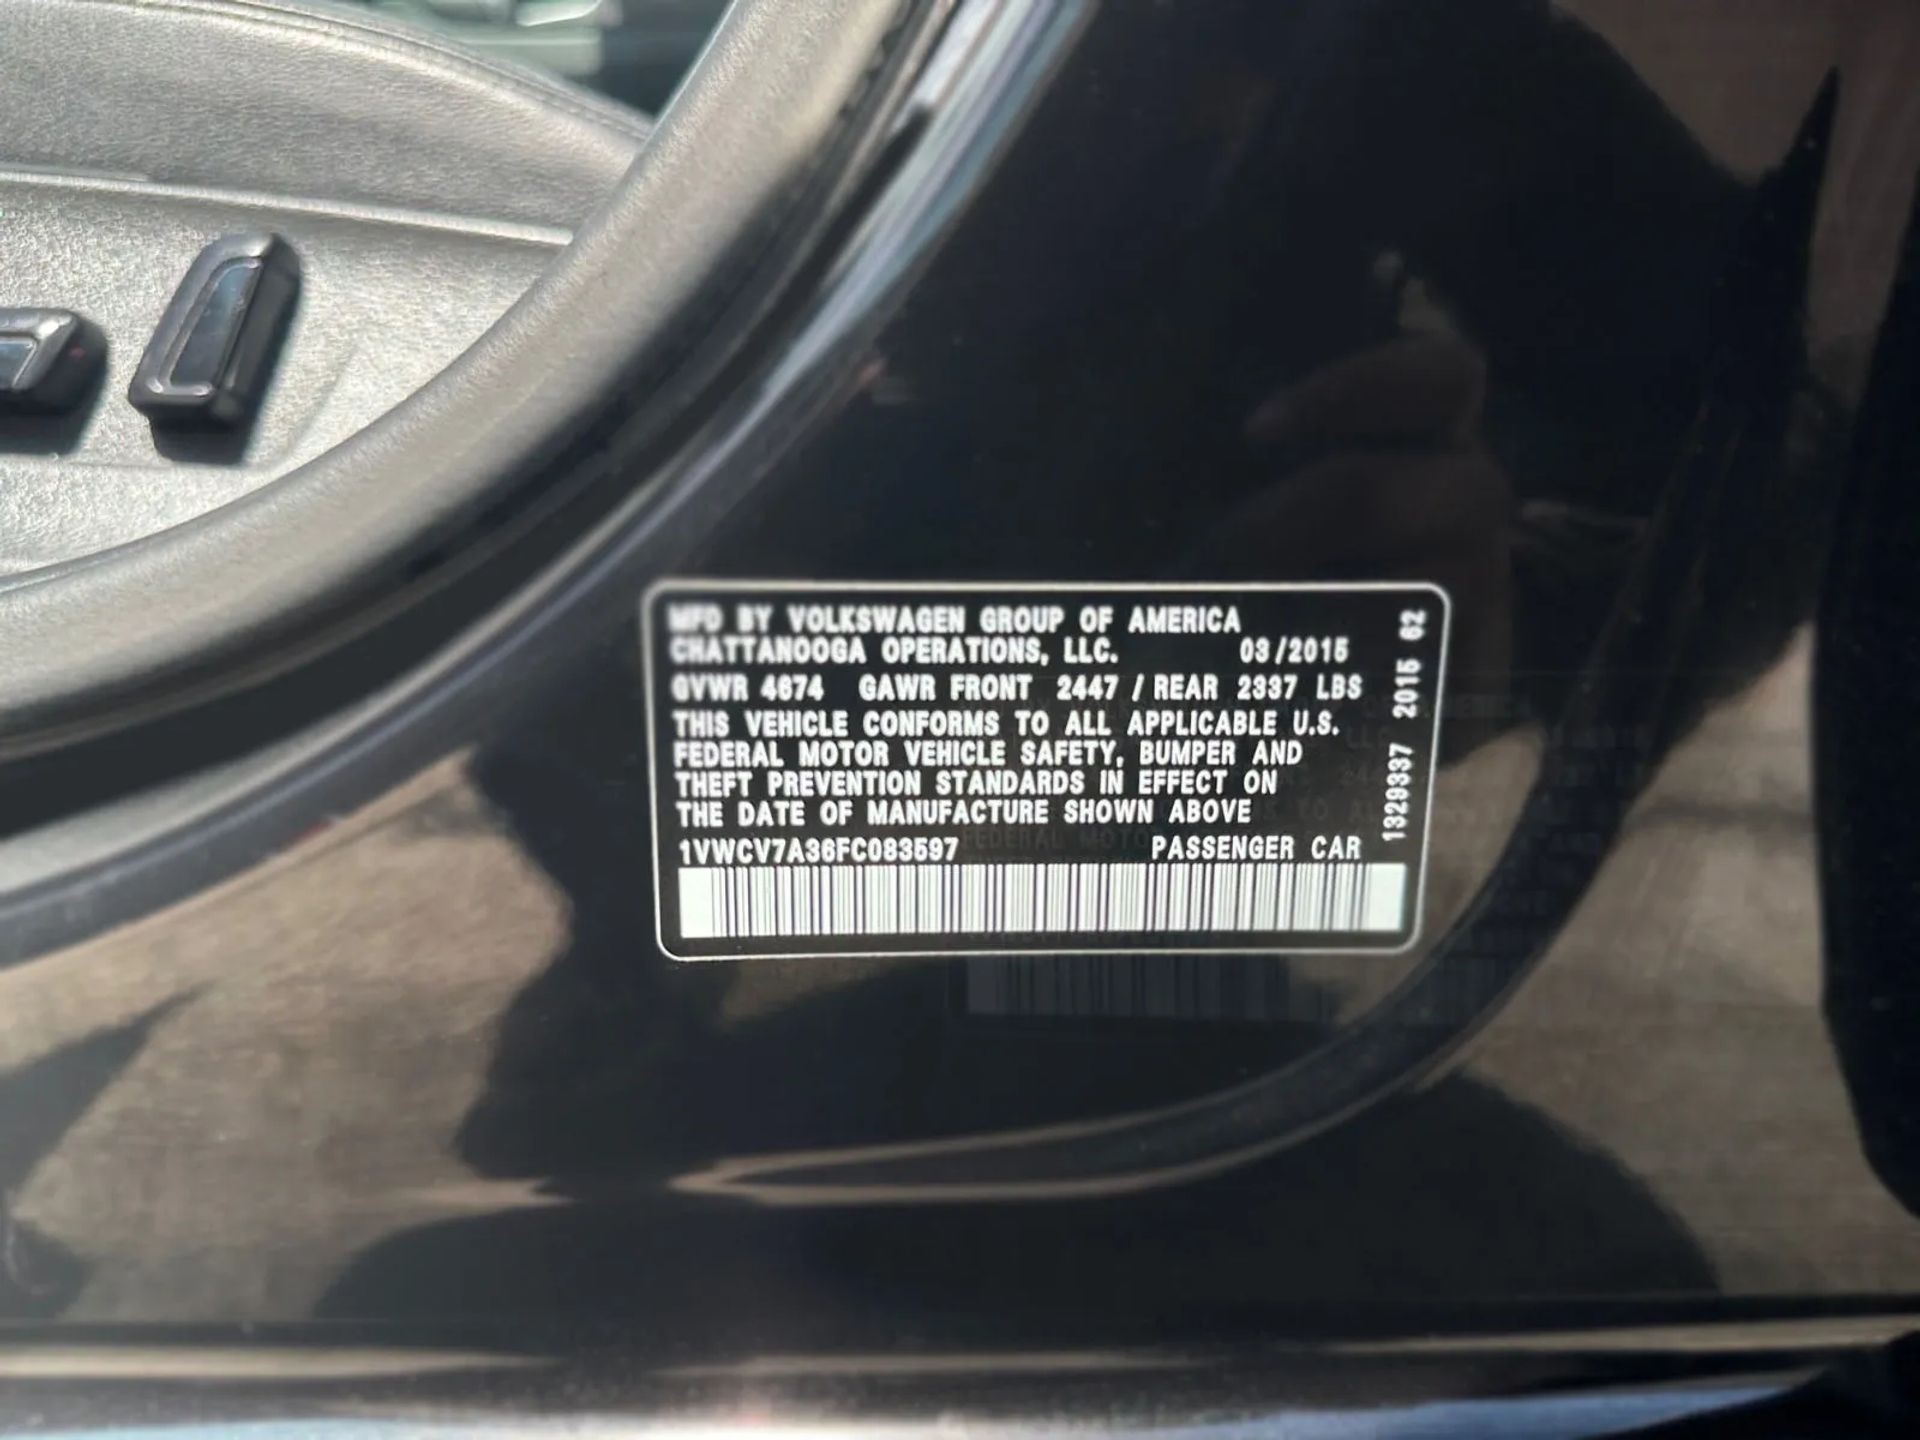 MFD BY VOLKSWAGEN GROUP OF AMERICA
CHATTANOOGA OPERATIONS, LLC. 03/2015
GVWR 4674 GAWR FRONT 2447 / REAR 2337 LBS
THIS VEHICLE CONFORMS TO ALL APPLICABLE U.S.
FEDERAL MOTOR VEHICLE SAFETY, BUMPER AND
THEFT PREVENTION STANDARDS IN EFFECT ON
THE DATE OF MANUFACTURE SHOWN ABOVE
1VWCV7A36FC083597 PASSENGER CAR
1329337 2015 62